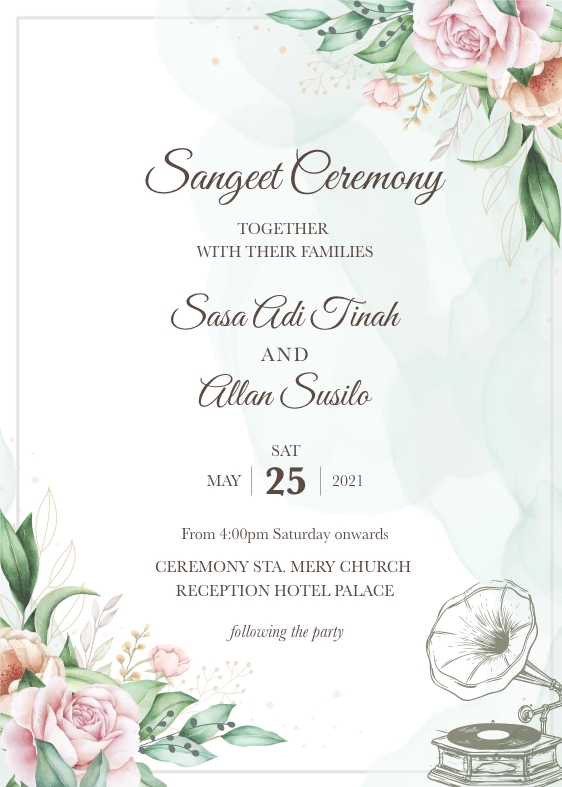 Sangeet Ceremony
TOGETHER
WITH THEIR FAMILIES
Sasa Adi Tinah
AND
Allan Susilo
SAT
MAY 25 2021
From 4:00pm Saturday onwards
CEREMONY STA. MERY CHURCH
RECEPTION HOTEL PALACE
following the party